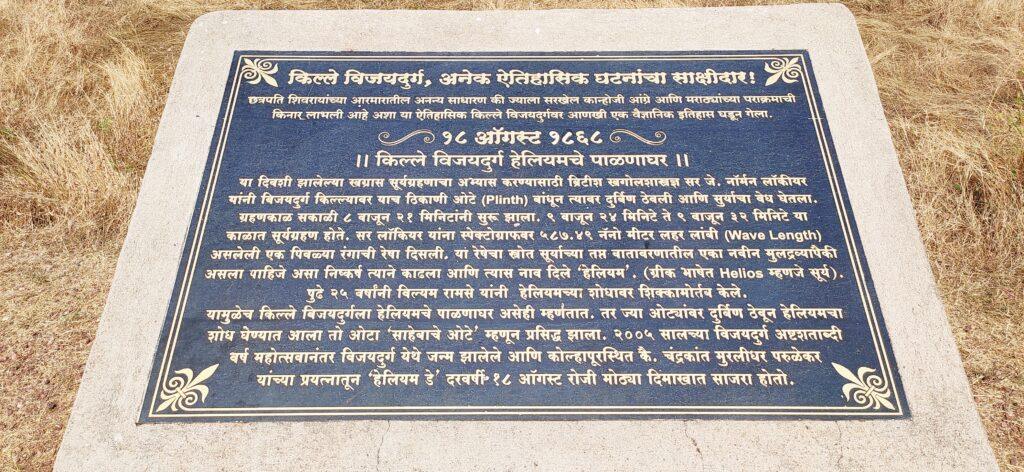 किल्ले विजयदुर्ग, अनेक ऐतिहासिक घटनांचा साक्षीदार!
छत्रपति शिवरायांच्या आरमारातील अनन्य साधारण की ज्याला सरखेल कान्होजी आंग्रे आणि मराठ्यांच्या पराक्रमाची
किनार लाभली आहे अशा या ऐतिहासिक किल्ले विजयदुर्गवर आणखी एक वैज्ञानिक इतिहास घडून गेला.
१८ ऑगस्ट १८६८
।। किल्ले विजयदुर्ग हेलियमचे पाळणाघर ।।
या दिवशी झालेल्या खग्रास सूर्यग्रहणाचा अभ्यास करण्यासाठी ब्रिटीश खगोलशास्त्रज्ञ सर जे. नॉर्मन लॉकीयर
यांनी विजयदुर्ग किल्ल्यावर याच ठिकाणी ओटे (Plinth) बांधून त्यावर दुर्बिण ठेवली आणि सुर्याचा वेध घेतला.
ग्रहणकाळ सकाळी ८ वाजून २१ मिनिटांनी सुरू झाला. ९ वाजून २४ मिनिटे ते ९ वाजून ३२ मिनिटे या
काळात सूर्यग्रहण होते. सर लॉकियर यांना स्पेक्टोग्राफवर ५८७.४९ नॅनो मीटर लहर लांबी (Wave Length)
असलेली एक पिवळ्या रंगाची रेषा दिसली. या रेषेचा स्रोत सूर्याच्या तप्त वातावरणातील एका नवीन मुलद्रव्यापैकी
असला पाहिजे असा निष्कर्ष त्याने काढला आणि त्यास नाव दिले 'हेलियम'. (ग्रीक भाषेत Helios म्हणजे सूर्य).
पुढे २५ वर्षांनी विल्यम रामसे यांनी हेलियमच्या शोधावर शिक्कामोर्तब केले.
यामुळेच किल्ले विजयदुर्गला हेलियमचे पाळणाघर असेही म्हणतात. तर ज्या ओट्यांवर दुर्बिण ठेवून हेलियमचा
शोध घेण्यात आला तो ओटा 'साहेबाचे ओटे' म्हणून प्रसिद्ध झाला. २००५ सालच्या विजयदुर्ग अष्टशताब्दी
वर्ष महोत्सवानंतर विजयदुर्ग येथे जन्म झालेले आणि कोल्हापूरस्थित कै. चंद्रकांत मुरलीधर परुळेकर
यांच्या प्रयत्नातून 'हेलियम डे' दरवर्षी १८ ऑगस्ट रोजी मोठ्या दिमाखात साजरा होतो.